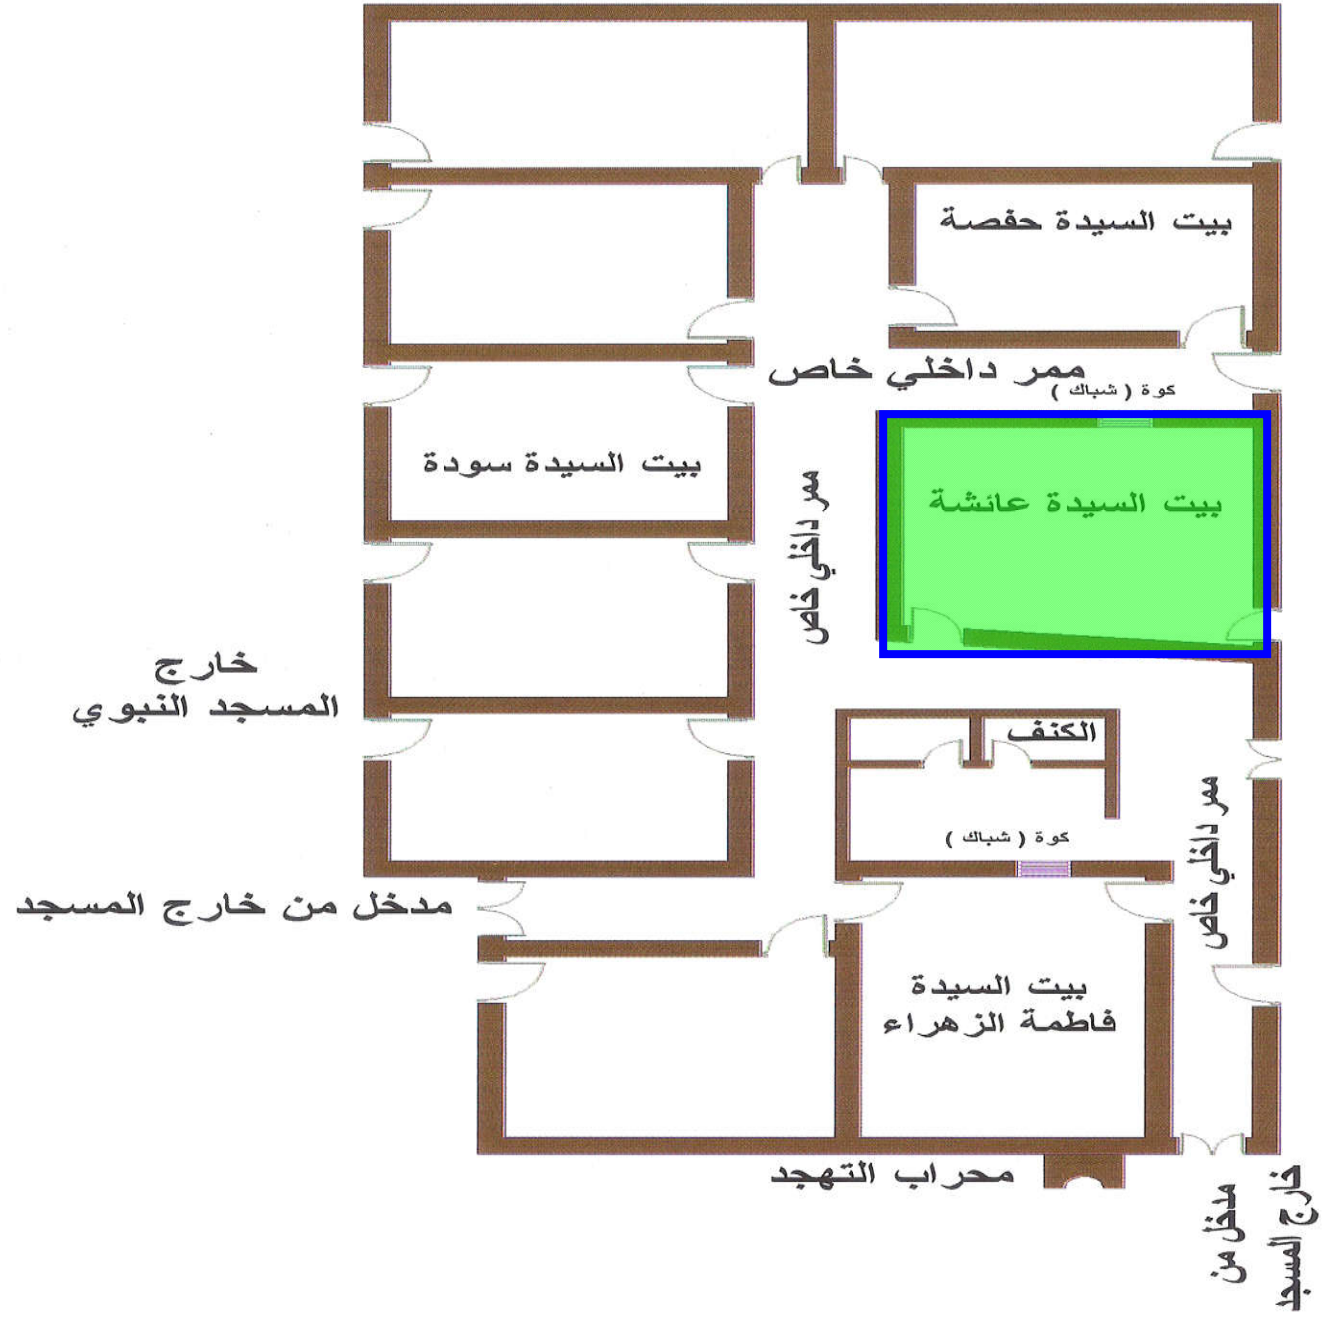 بيت السيدة حفصة
ممر داخلي خاص
كوة ( شباك )
بيت السيدة سودة
ممر داخلي خاص
بيت السيدة عائشة
خارج
المسجد النبوي
الكنف
كوة ( شباك )
ممر داخلي خاص
مدخل من خارج المسجد
بيت السيدة
فاطمة الزهراء
محراب التهجد
مدخل من
خارج المسجد